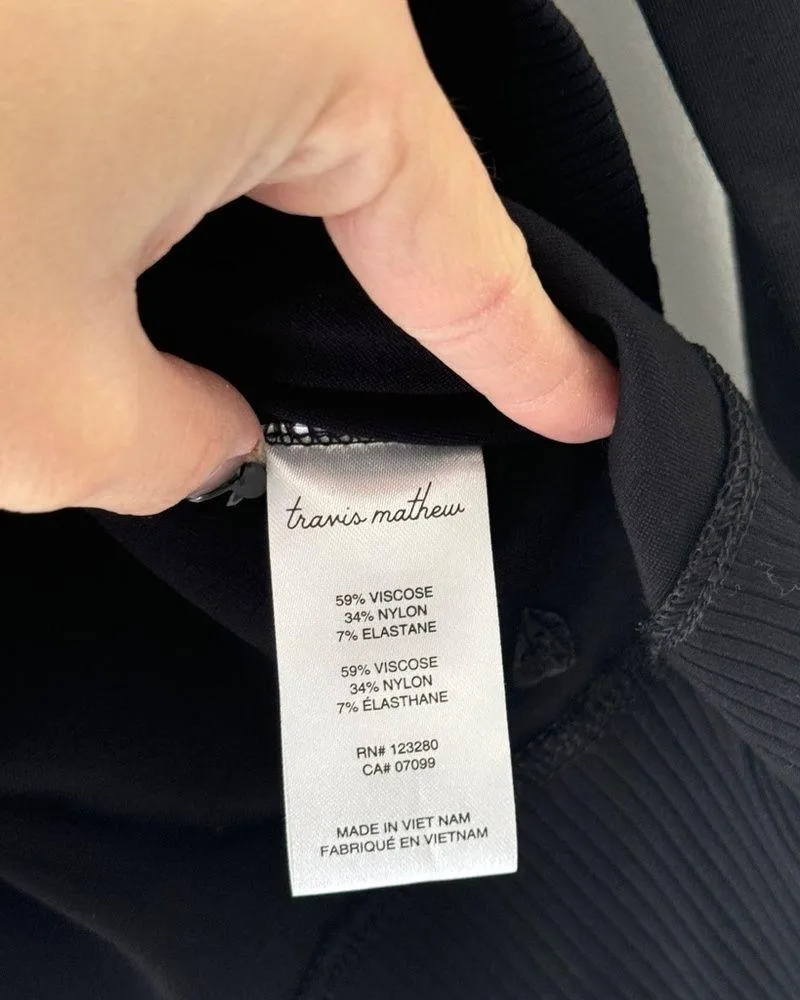 travis mathew
59% VISCOSE
34% NYLON
7% ELASTANE
59% VISCOSE
34% NYLON
7% ÉLASTHANE
RN# 123280
CA# 07099
MADE IN VIET NAM
FABRIQUÉ EN VIETNAM